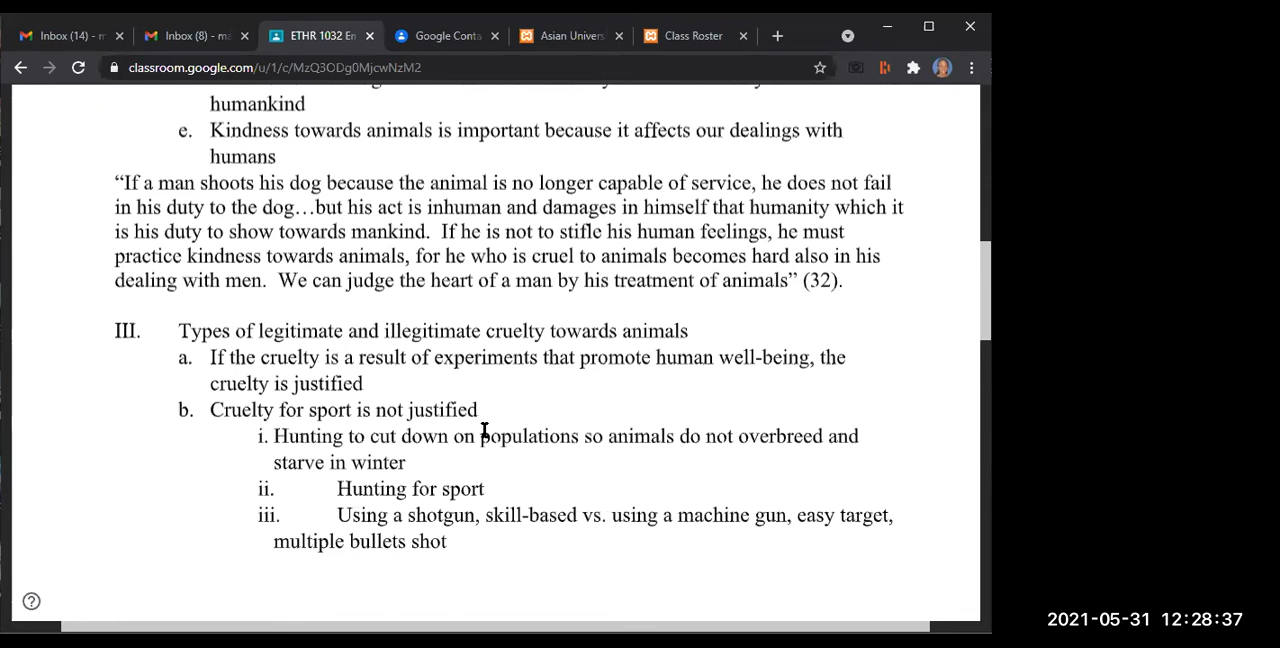 Inbox (14) - m
Inbox (8) - ma
ETHR 1032 En
Google Conta
Asian Univers
Class Roster
classroom.google.com/u/1/c/MzQ3ODg0MjcwNzM2
humankind
e. Kindness towards animals is important because it affects our dealings with
humans
“If a man shoots his dog because the animal is no longer capable of service, he does not fail
in his duty to the dog…but his act is inhuman and damages in himself that humanity which it
is his duty to show towards mankind. If he is not to stifle his human feelings, he must
practice kindness towards animals, for he who is cruel to animals becomes hard also in his
dealing with men. We can judge the heart of a man by his treatment of animals” (32).
III. Types of legitimate and illegitimate cruelty towards animals
a. If the cruelty is a result of experiments that promote human well-being, the
cruelty is justified
b. Cruelty for sport is not justified
i. Hunting to cut down on populations so animals do not overbreed and
starve in winter
ii. Hunting for sport
iii. Using a shotgun, skill-based vs. using a machine gun, easy target,
multiple bullets shot
2021-05-31 12:28:37